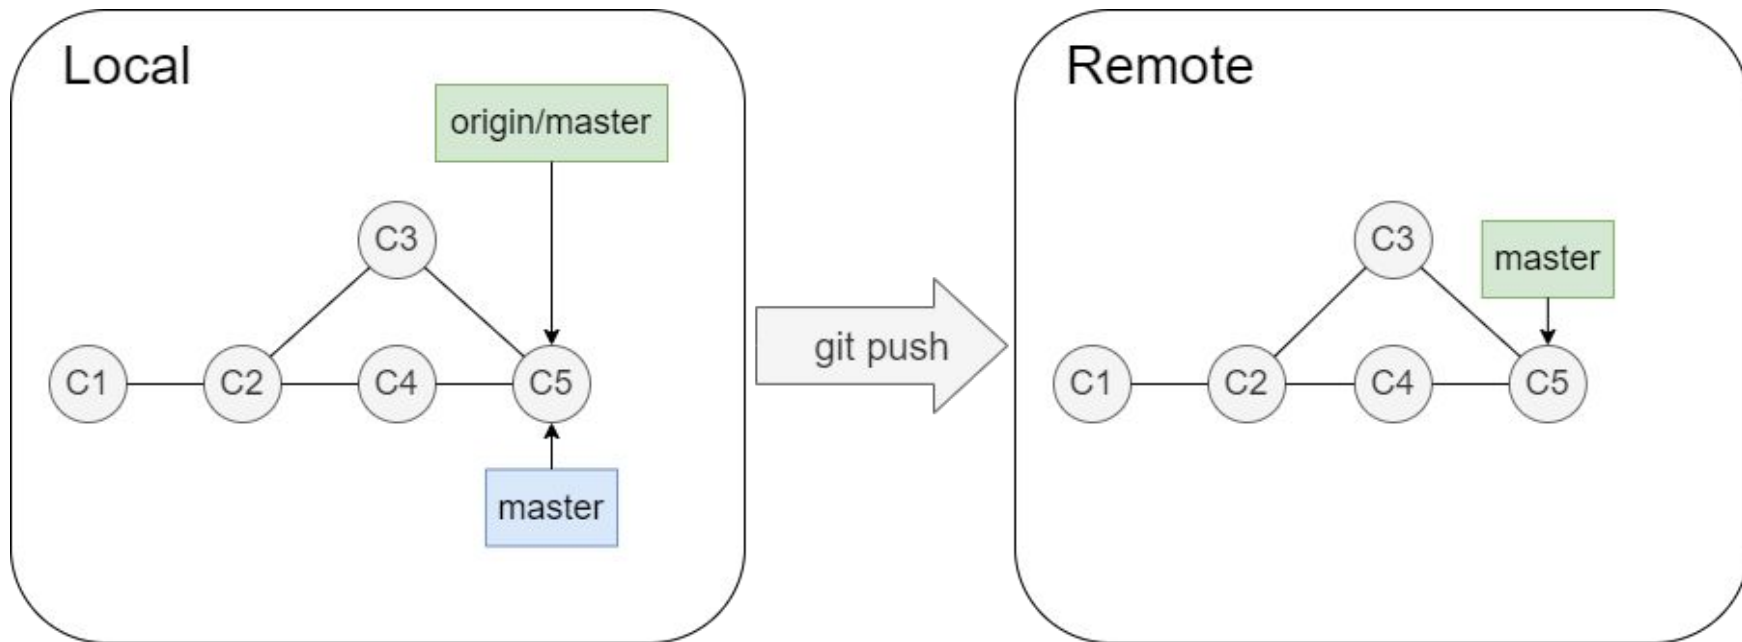 Local
origin/master
C3
C1
C2
C4
C5
master
git push
Remote
C3
master
C1
C2
C4
C5